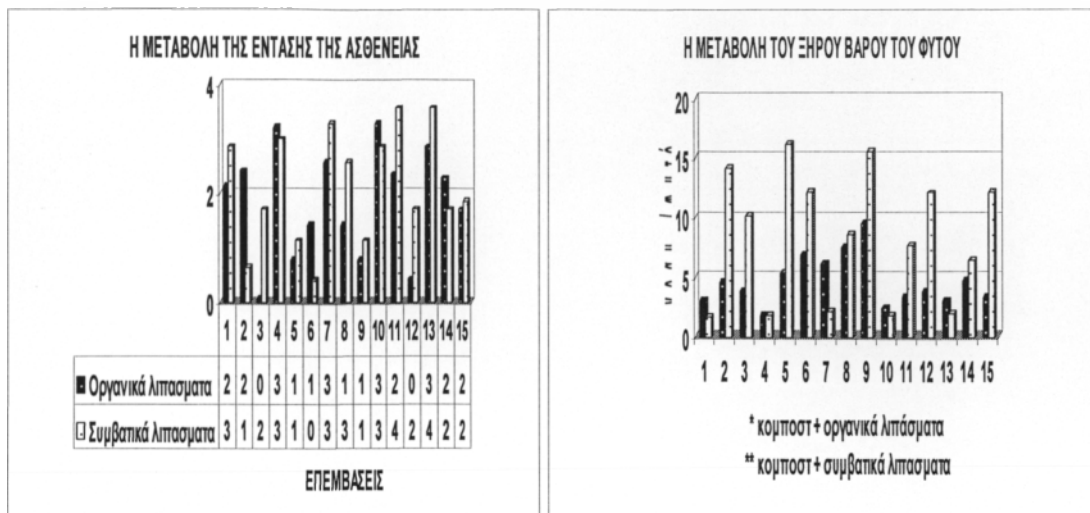 Η ΜΕΤΑΒΟΛΗ ΤΗΣ ΕΝΤΑΣΗΣ ΤΗΣ ΑΣΘΕΝΕΙΑΣ
4
2
0
1 2 3 4 5 6 7 8 9 10 11 12 13 14 15
Οργανικά λιπασματα 2 2 0 3 1 1 3 1 1 3 2 0 3 2 2
Συμβατικά λιπασματα 3 1 2 3 1 0 3 3 1 3 4 2 4 2 2
ΕΠΕΜΒΑΣΕΙΣ
Η ΜΕΤΑΒΟΛΗ ΤΟΥ ΞΗΡΟΥ ΒΑΡΟΥ ΤΟΥ ΦΥΤΟΥ
20
15
10
5
0
1 2 3 4 5 6 7 8 9 10 11 12 13 14 15
* κομποστ + οργανικά λιπάσματα
** κομποστ + συμβατικά λιπασματα